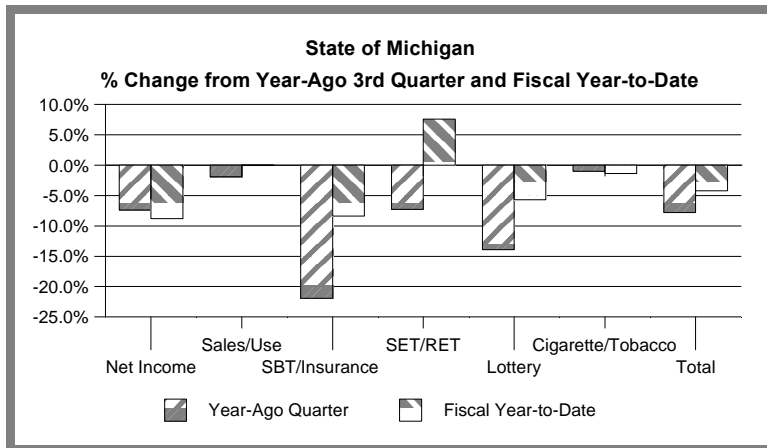 State of Michigan
% Change from Year-Ago 3rd Quarter and Fiscal Year-to-Date
10.0%
5.0%
0.0%
-5.0%
-10.0%
-15.0%
-20.0%
-25.0%
Sales/Use SET/RET Cigarette/Tobacco
Net Income SBT/Insurance Lottery Total
Year-Ago Quarter Fiscal Year-to-Date